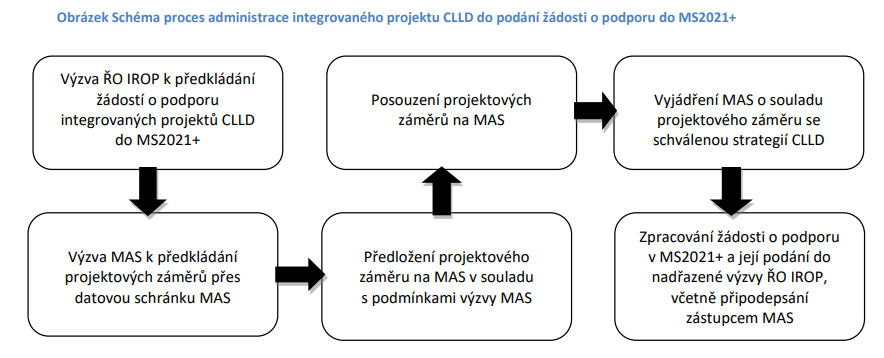 Obrázek Schéma proces administrace integrovaného projektu CLLD do podání žádosti o podporu do MS2021+
Výzva ŘO IROP k předkládání
žádostí o podporu
integrovaných projektů CLLD
do MS2021+
Výzva MAS k předkládání
projektových záměrů přes
datovou schránku MAS
Předložení projektového
záměru na MAS v souladu
s podmínkami výzvy MAS
Posouzení projektových
záměrů na MAS
Vyjádření MAS o souladu
projektového záměru se
schválenou strategií CLLD
Zpracování žádosti o podporu
v MS2021+ a její podání do
nadřazené výzvy ŘO IROP,
včetně připodepsání
zástupcem MAS